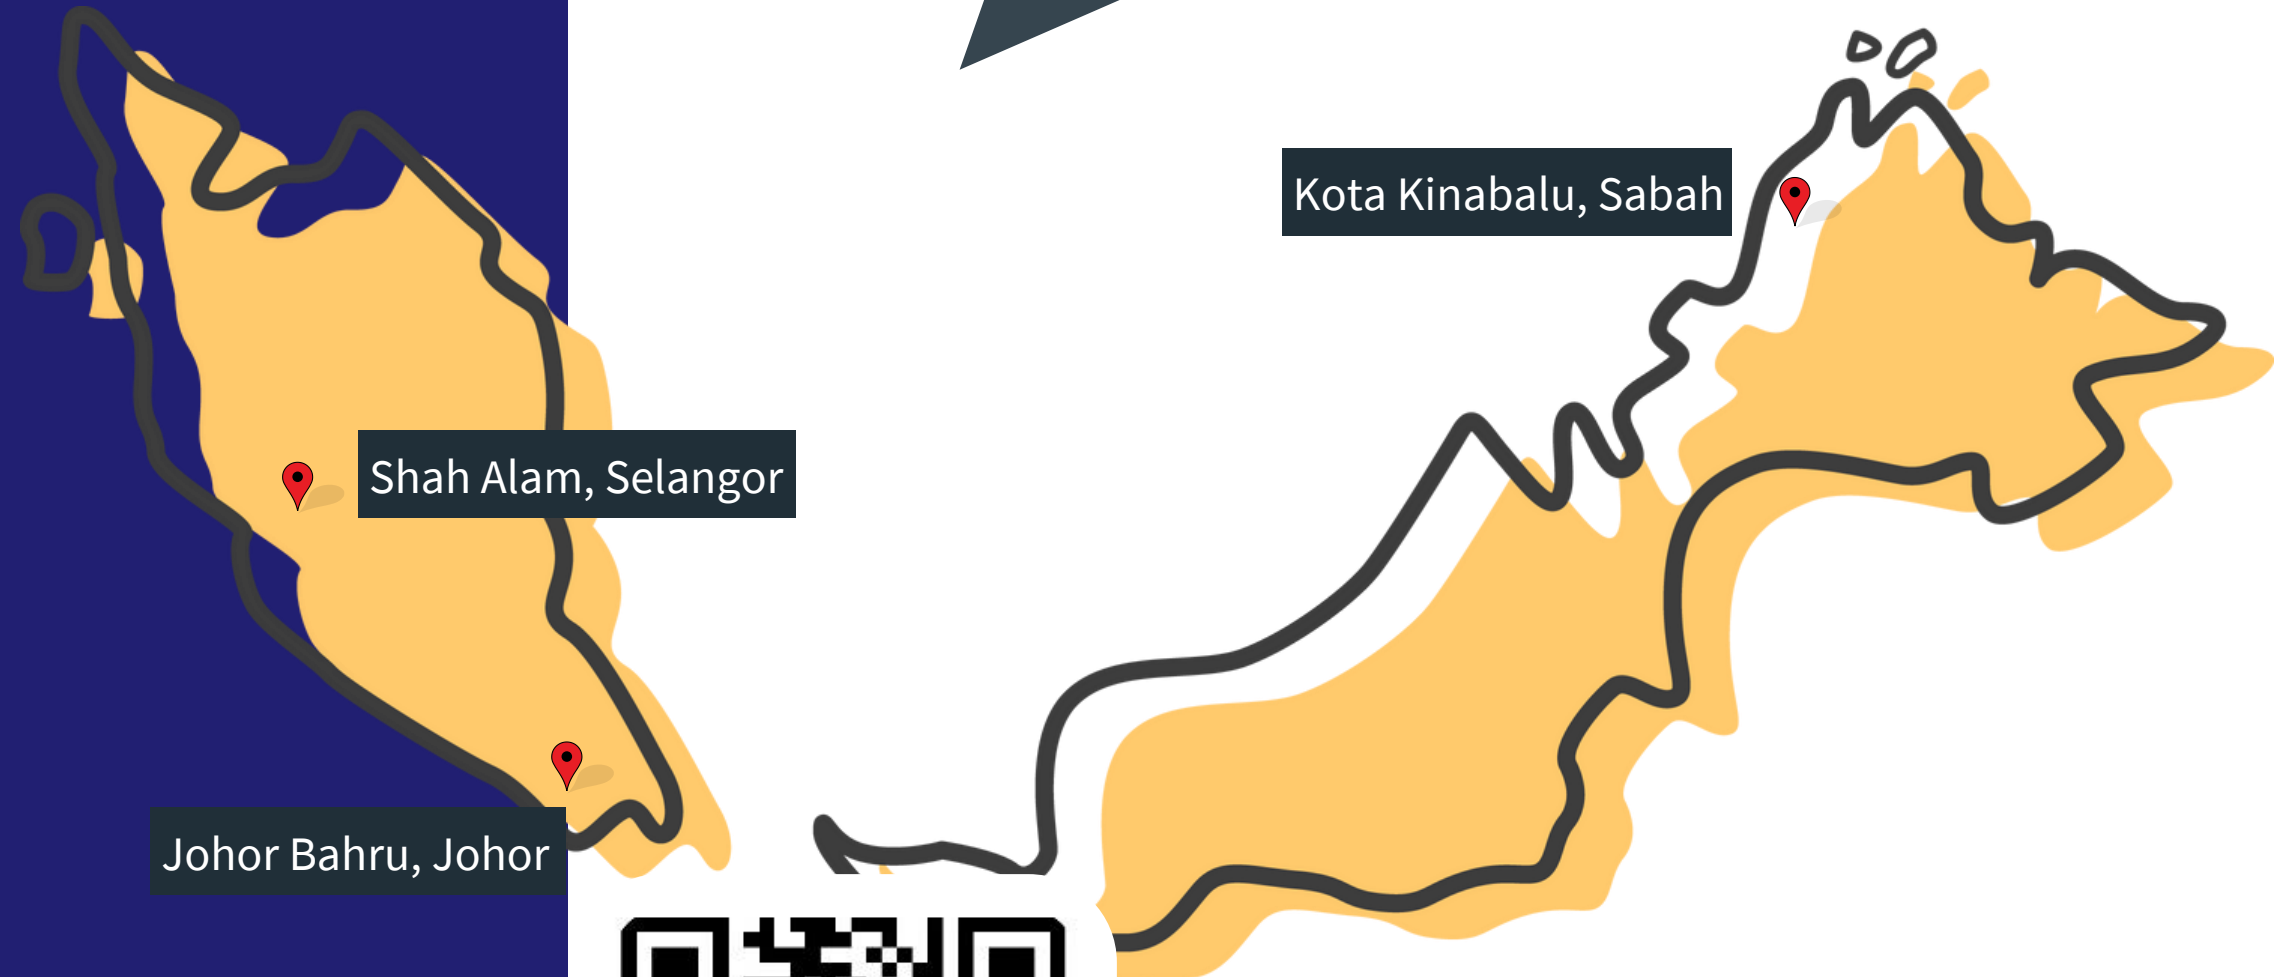 Kota Kinabalu, Sabah
Shah Alam, Selangor
Johor Bahru, Johor